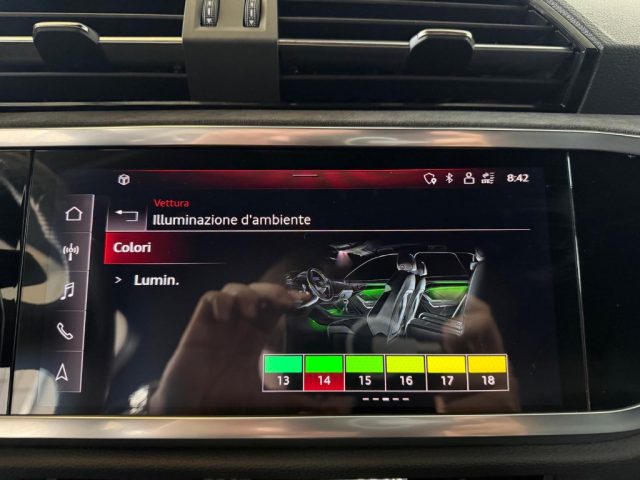 8:42
Vettura
Illuminazione d'ambiente
Colori
> Lumin.
13 14 15 16 17 18